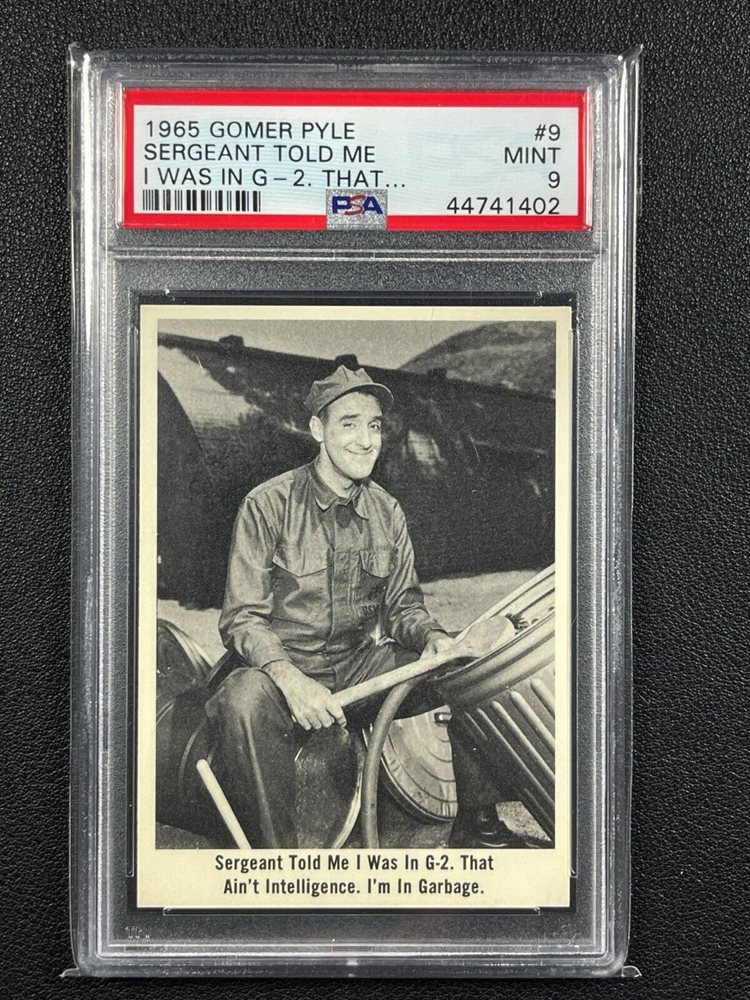 1965 GOMER PYLE #9
SERGEANT TOLD ME MINT
I WAS IN G-2. THAT... 9
PSA 44741402
Sergeant Told Me I Was In G-2. That
Ain't Intelligence. I'm In Garbage.